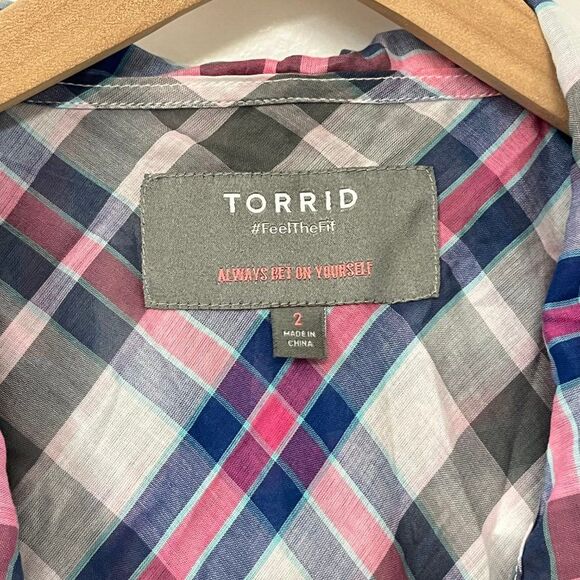 TORRID
#FeelTheFit
ALWAYS BET ON YOURSELF
2
MADE IN
CHINA